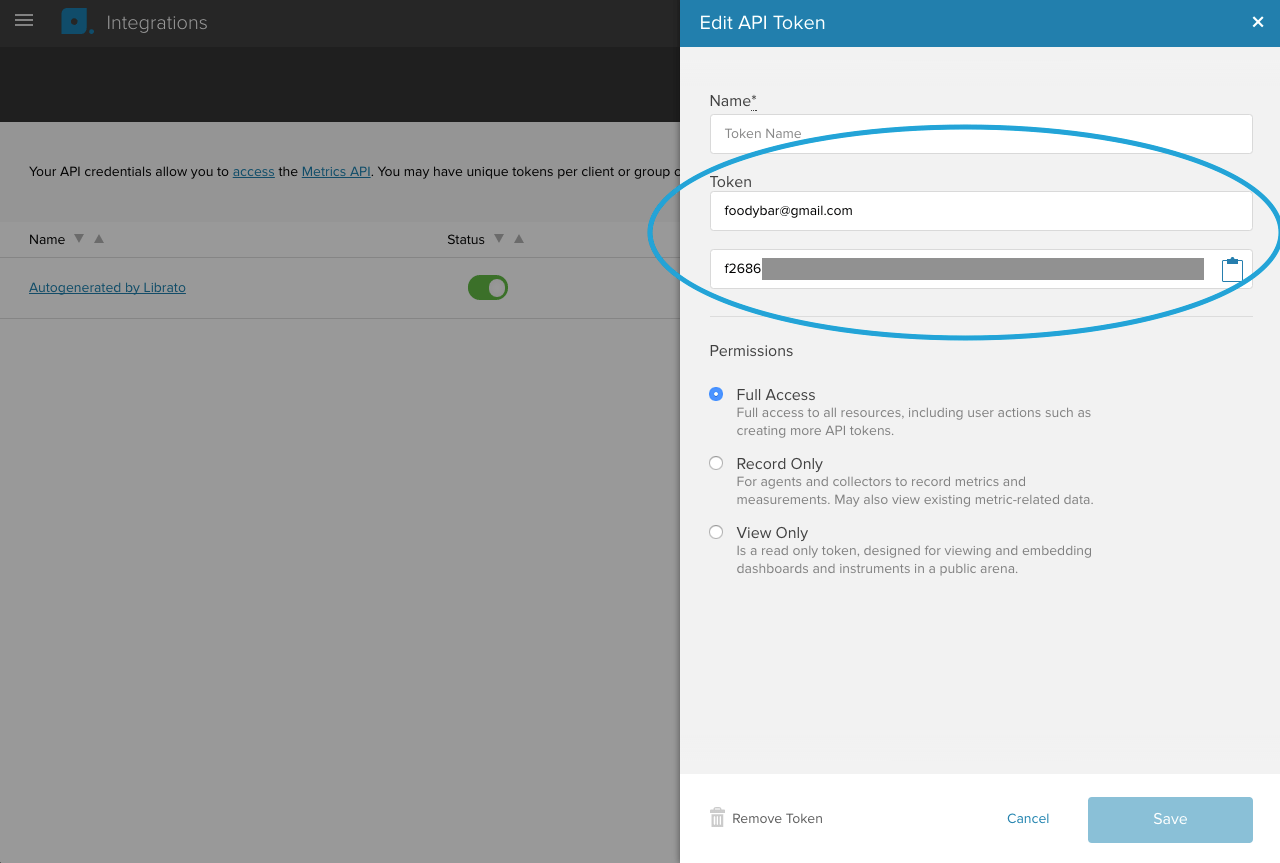 Integrations
Your API credentials allow you to access the Metrics API. You may have unique tokens per client or group
Name
Status
Autogenerated by Librato
Edit API Token
Name*
Token Name
Token
foodybar@gmail.com
f2686
Permissions
Full Access
Full access to all resources, including user actions such as
creating more API tokens.
Record Only
For agents and collectors to record metrics and
measurements. May also view existing metric-related data.
View Only
Is a read only token, designed for viewing and embedding
dashboards and instruments in a public arena.
Remove Token
Cancel
Save